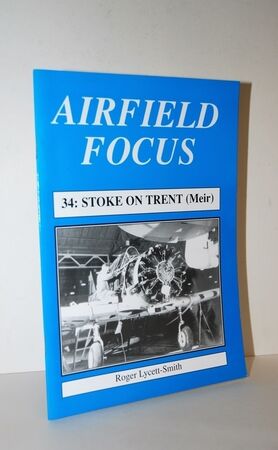 AIRFIELD
FOCUS
34: STOKE ON TRENT (Meir)
Roger Lycett-Smith